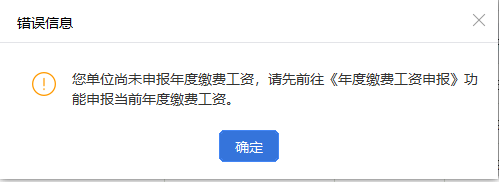 错误信息
您单位尚未申报年度缴费工资，请先前往《年度缴费工资申报》功
能申报当前年度缴费工资。
确定